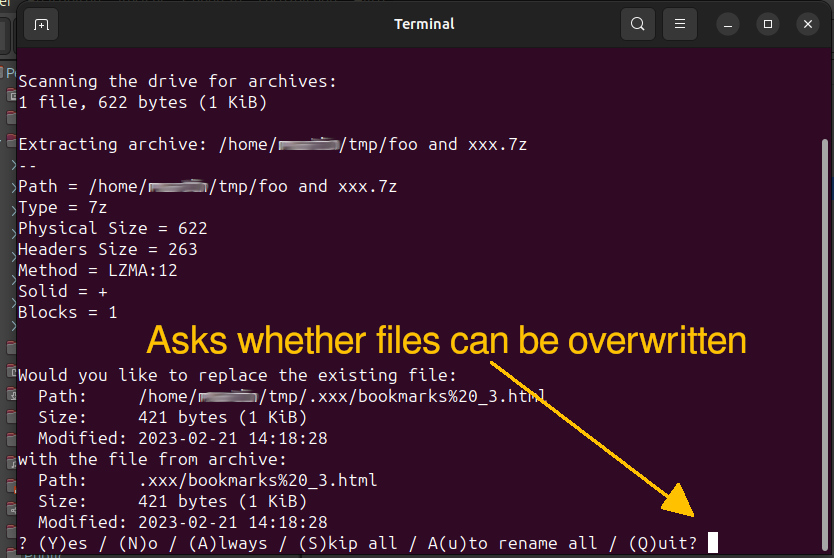 Terminal
Scanning the drive for archives:
1 file, 622 bytes (1 KiB)
Extracting archive: /home/ /tmp/foo and xxx.7z
--
Path = /home/ /tmp/foo and xxx.7z
Type = 7z
Physical Size = 622
Headers Size = 263
Method = LZMA:12
Solid = +
Blocks = 1
Asks whether files can be overwritten
Would you like to replace the existing file:
Path: /home/ /tmp/.xxx/bookmarks%20_3.html
Size: 421 bytes (1 KiB)
Modified: 2023-02-21 14:18:28
with the file from archive:
Path: .xxx/bookmarks%20_3.html
Size: 421 bytes (1 KiB)
Modified: 2023-02-21 14:18:28
? (Y)es / (N)o / (A)lways / (S)kip all / A(u)to rename all / (Q)uit?